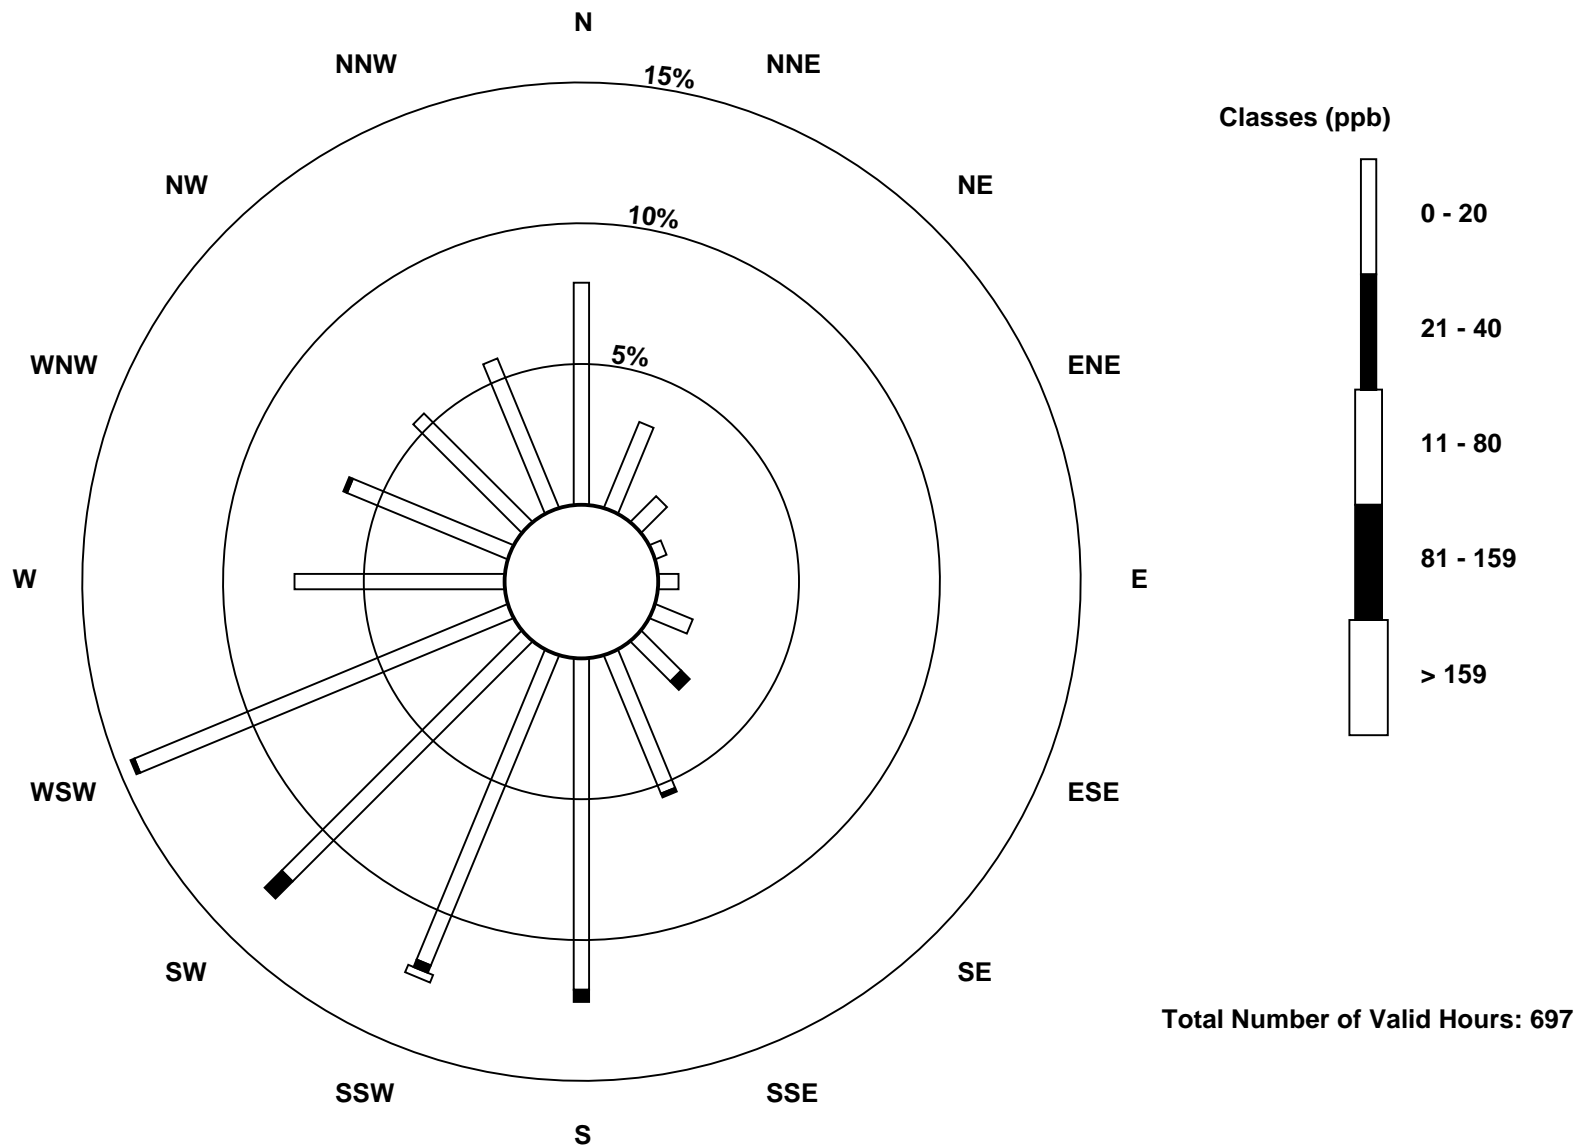 N
NNW
NNE
15%
Classes (ppb)
NW
NE
0 - 20
10%
21 - 40
5%
WNW
ENE
11 - 80
W
E
81 - 159
> 159
WSW
ESE
SW
SE
Total Number of Valid Hours: 697
SSW
SSE
S